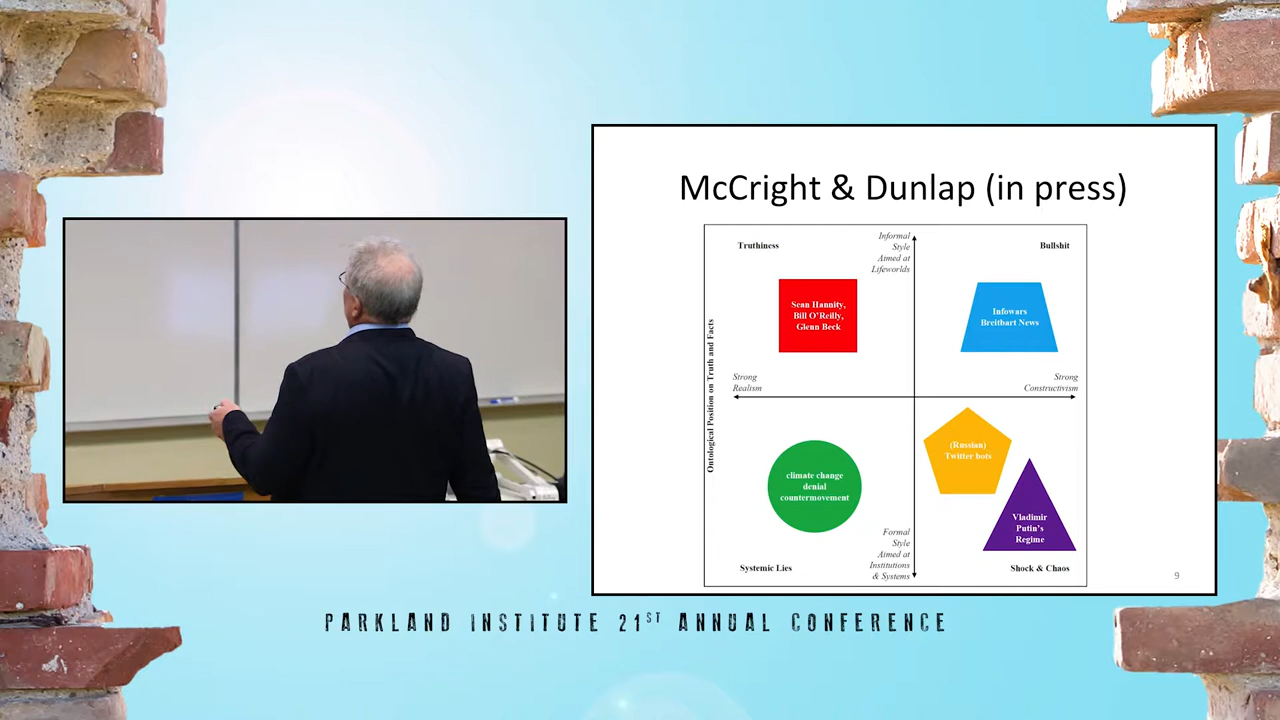 McCright & Dunlap (in press)
Truthiness
Informal
Style
Aimed at
Lifeworlds
Bullshit
Sean Hannity,
Bill O'Reilly,
Glenn Beck
Infowars
Breitbart News
Ontological Position on Truth and Facts
Strong
Realism
Strong
Constructivism
(Russian)
Twitter bots
climate change
denial
countermovement
Vladimir
Putin's
Regime
Formal
Style
Aimed at
Institutions
& Systems
Systemic Lies
Shock & Chaos
9
PARKLAND INSTITUTE 21ST ANNUAL CONFERENCE